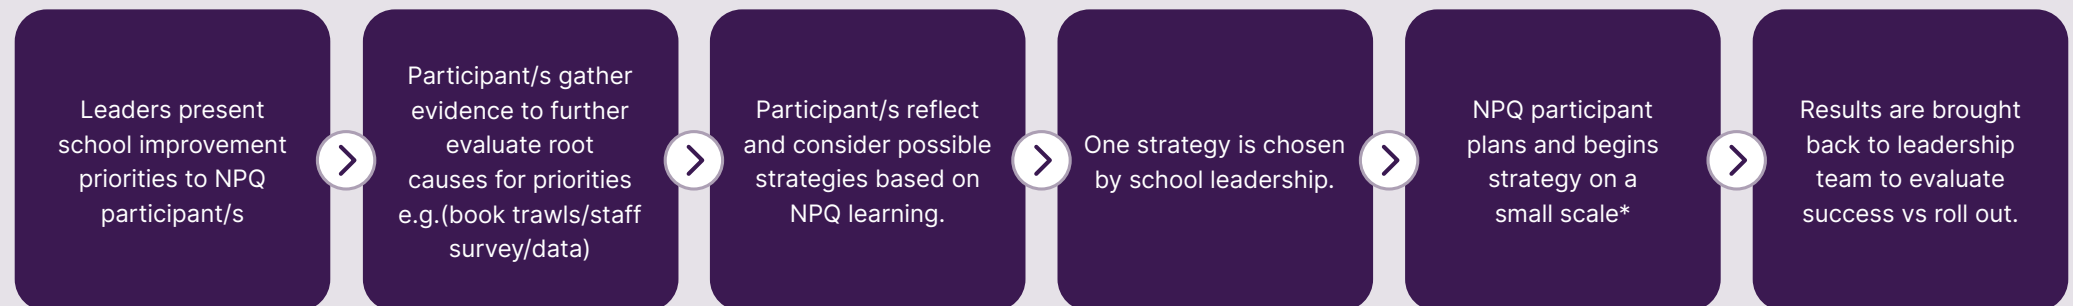 Leaders present
school improvement
priorities to NPQ
participant/s
Participant/s gather
evidence to further
evaluate root
causes for priorities
e.g.(book trawls/staff
survey/data)
Participant/s reflect
and consider possible
strategies based on
NPQ learning.
One strategy is chosen
by school leadership.
NPQ participant
plans and begins
strategy on a
small scale*
Results are brought
back to leadership
team to evaluate
success vs roll out.